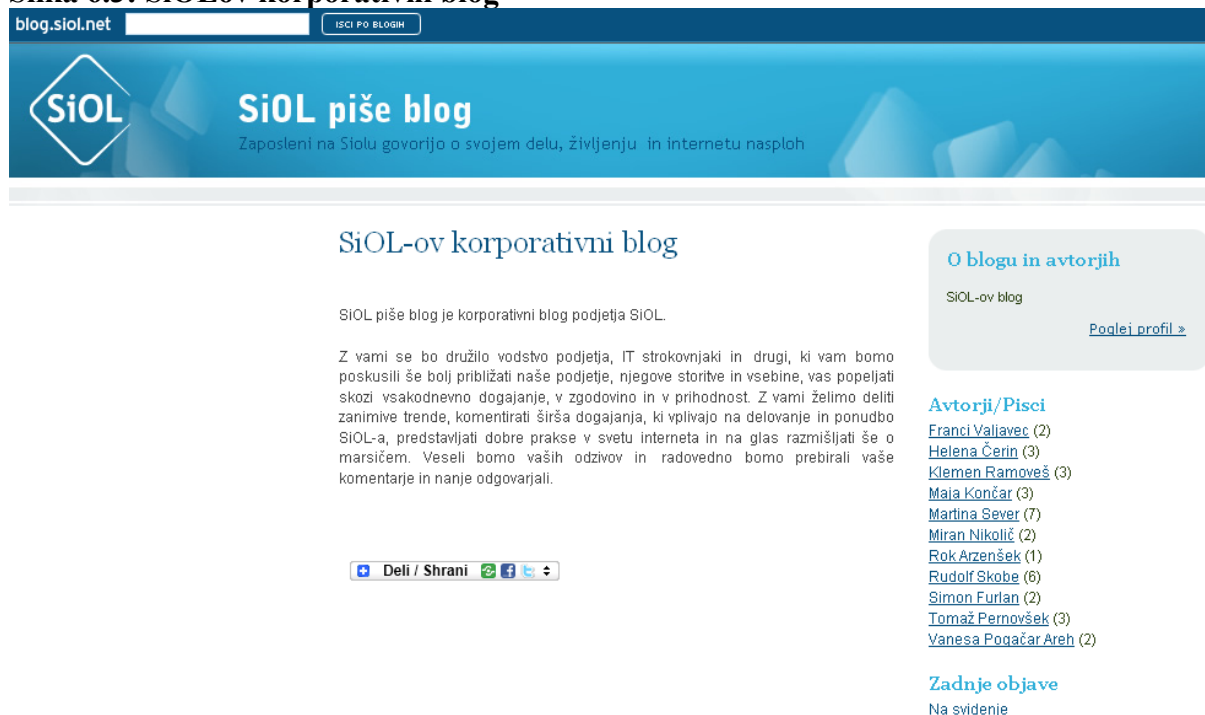 Slika 6.3: SiOLov korporativni blog
blog.siol.net
ISCI PO BLOGIH
SiOL
SiOL piše blog
Zaposleni na Siolu govorijo o svojem delu, življenju in internetu nasploh
SiOL-ov korporativni blog
SiOL piše blog je korporativni blog podjetja SiOL.
Z vami se bo družilo vodstvo podjetja, IT strokovnjaki in drugi, ki vam bomo
poskusili še bolj približati naše podjetje, njegove storitve in vsebine, vas popeljati
skozi vsakodnevno dogajanje, v zgodovino in v prihodnost. Z vami želimo deliti
zanimive trende, komentirati širša dogajanja, ki vplivajo na delovanje in ponudbo
SiOL-a, predstavljati dobre prakse v svetu interneta in na glas razmišljati še o
marsičem. Veseli bomo vaših odzivov in radovedno bomo prebirali vaše
komentarje in nanje odgovarjali.
Deli / Shrani
O blogu in avtorjih
SiOL-ov blog
Poglej profil »
Avtorji/Pisci
Franci Valjavec (2)
Helena Čerin (3)
Klemen Ramoveš (3)
Maja Končar (3)
Martina Sever (7)
Miran Nikolič (2)
Rok Arzenšek (1)
Rudolf Skobe (6)
Simon Furlan (2)
Tomaž Pernovšek (3)
Vanesa Pogačar Areh (2)
Zadnje objave
Na svidenje